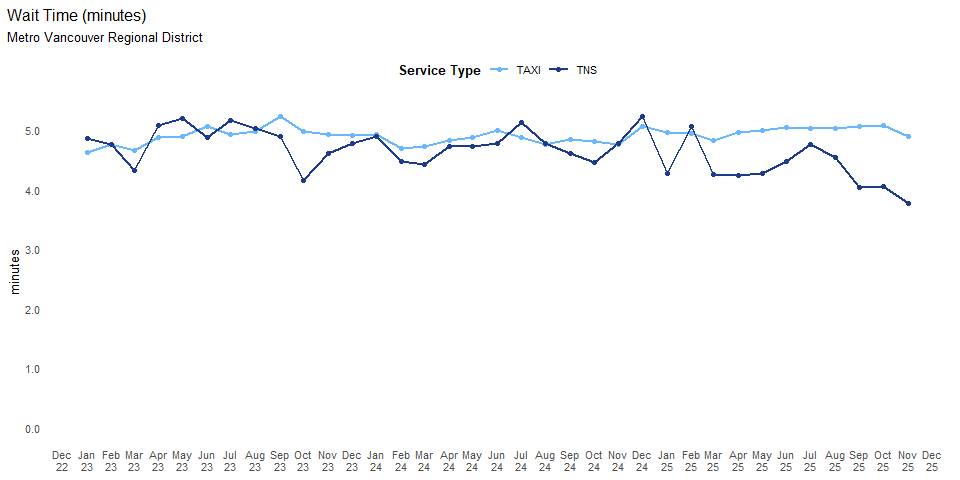 Wait Time (minutes)
Metro Vancouver Regional District
Service Type TAXI TNS
minutes
5.0
4.0
3.0
2.0
1.0
0.0
Dec Jan Feb Mar Apr May Jun Jul Aug Sep Oct Nov Dec Jan Feb Mar Apr May Jun Jul Aug Sep Oct Nov Dec Jan Feb Mar Apr May Jun Jul Aug Sep Oct Nov Dec
22 23 23 23 23 23 23 23 23 23 23 23 23 24 24 24 24 24 24 24 24 24 24 24 24 25 25 25 25 25 25 25 25 25 25 25 25